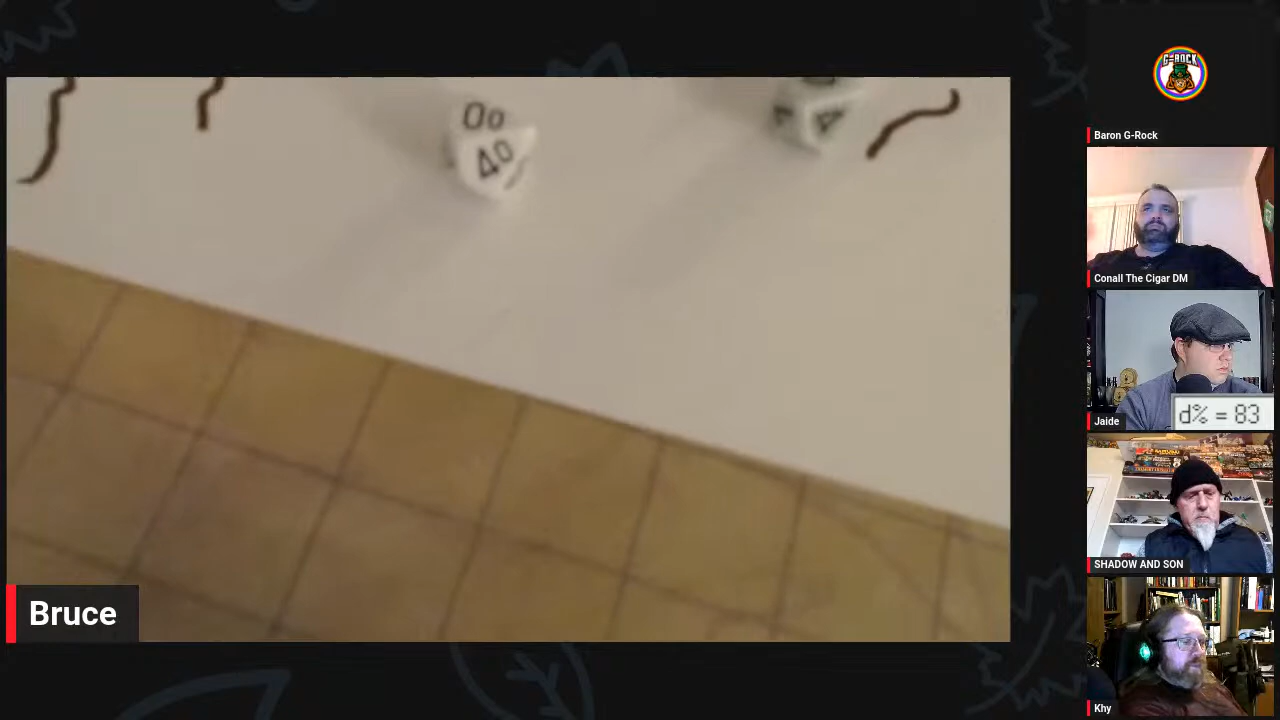 G-ROCK
Baron G-Rock
00
40
4
Conall The Cigar DM
d% = 83
Jaide
SHADOW AND SON
Bruce
Khy